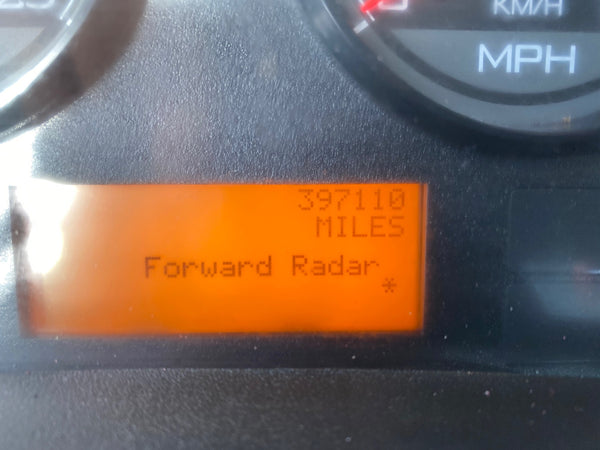 KM/H
MPH
397110
MILES
Forward Radar
*